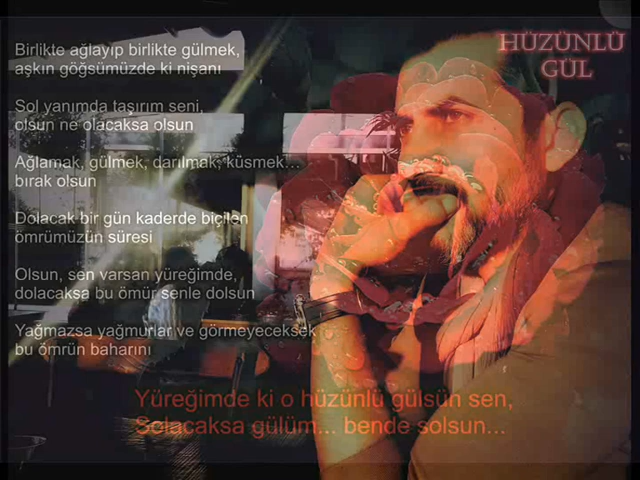 HÜZÜNLÜ
GÜL
Birlikte ağlayıp birlikte gülmek,
aşkın göğsümüzde ki nişanı
Sol yanımda taşırım seni,
olsun ne olacaksa olsun
Ağlamak, gülmek, darılmak, küsmek...
bırak olsun
Dolacak bir gün kaderde biçilen
ömrümüzün süresi
Olsun, sen varsan yüreğimde,
dolacaksa bu ömür senle dolsun
Yağmazsa yağmurlar ve görmeyeceksek
bu ömrün baharını
Yüreğimde ki o hüzünlü gülsün sen,
Solacaksa gülüm... bende solsun...